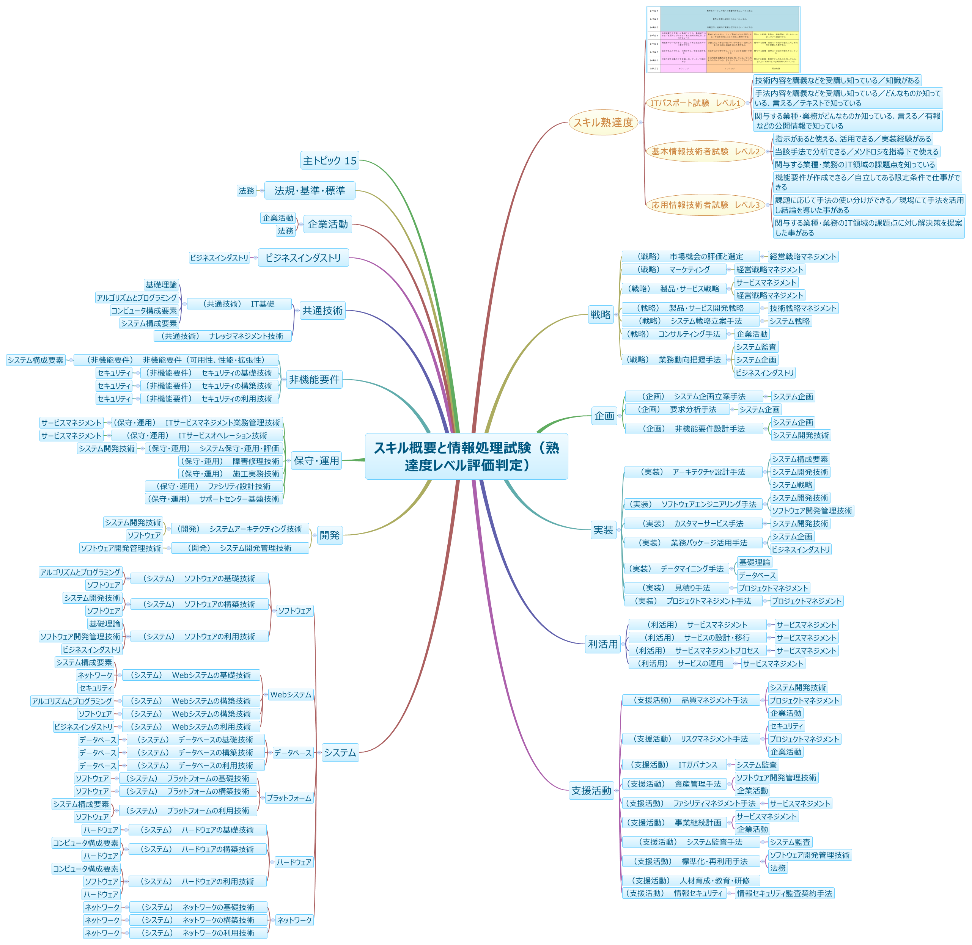 スキル概要と情報処理試験（熟
達度レベル評価判定）
スキル熟達度
ITパスポート試験　レベル1
技術内容を講義などを受講し知っている／知識がある
手法内容を講義などを受講し知っている／どんなものか知って
いる、言える／テキストで知っている
関与する業種・業務がどんなものか知っている、言える／有報
などの公開情報で知っている
基本情報技術者試験　レベル2
指示があると使える、活用できる／実装経験がある
当該手法で分析できる／メソドロジを指導下で使える
関与する業種・業務のIT領域の課題点を知っている
応用情報技術者試験　レベル3
機能要件が作成できる／自立してある限定条件で仕事がで
きる
課題に応じて手法の使い分けができる／現場にて手法を活用
し結論を導いた事がある
関与する業種・業務のIT領域の課題点に対し解決策を提案
した事がある
戦略
（戦略）　市場機会の評価と選定
経営戦略マネジメント
（戦略）　マーケティング
経営戦略マネジメント
（戦略）　製品・サービス戦略
サービスマネジメント
経営戦略マネジメント
（戦略）　製品・サービス開発戦略
技術戦略マネジメント
（戦略）　システム戦略立案手法
システム戦略
（戦略）　コンサルティング手法
企業活動
（戦略）　業務動向把握手法
システム監査
システム企画
ビジネスインダストリ
企画
（企画）　システム企画立案手法
システム企画
（企画）　要求分析手法
システム企画
（企画）　非機能要件設計手法
システム企画
システム開発技術
実装
（実装）　アーキテクチャ設計手法
システム構成要素
システム開発技術
システム戦略
（実装）　ソフトウェアエンジニアリング手法
システム開発技術
ソフトウェア開発管理技術
（実装）　カスタマーサービス手法
システム開発技術
（実装）　業務パッケージ活用手法
システム企画
ビジネスインダストリ
（実装）　データマイニング手法
基礎理論
データベース
（実装）　見積り手法
プロジェクトマネジメント
（実装）　プロジェクトマネジメント手法
プロジェクトマネジメント
利活用
（利活用）　サービスマネジメント
サービスマネジメント
（利活用）　サービスの設計・移行
サービスマネジメント
（利活用）　サービスマネジメントプロセス
サービスマネジメント
（利活用）　サービスの運用
サービスマネジメント
支援活動
（支援活動）　品質マネジメント手法
システム開発技術
プロジェクトマネジメント
企業活動
（支援活動）　リスクマネジメント手法
セキュリティ
プロジェクトマネジメント
企業活動
（支援活動）　ITガバナンス
システム監査
（支援活動）　資産管理手法
ソフトウェア開発管理技術
企業活動
（支援活動）　ファシリティマネジメント手法
サービスマネジメント
（支援活動）　事業継続計画
サービスマネジメント
企業活動
（支援活動）　システム監査手法
システム監査
（支援活動）　標準化・再利用手法
ソフトウェア開発管理技術
法務
（支援活動）　人材育成・教育・研修
（支援活動）　情報セキュリティ
情報セキュリティ監査契約手法
主トピック 15
法規・基準・標準
法務
企業活動
企業活動
法務
ビジネスインダストリ
ビジネスインダストリ
共通技術
（共通技術）　IT基礎
基礎理論
アルゴリズムとプログラミング
コンピュータ構成要素
システム構成要素
（共通技術）　ナレッジマネジメント技術
非機能要件
（非機能要件）　非機能要件（可用性、性能・拡張性）
システム構成要素
（非機能要件）　セキュリティの基礎技術
セキュリティ
（非機能要件）　セキュリティの構築技術
セキュリティ
（非機能要件）　セキュリティの利用技術
セキュリティ
保守・運用
（保守・運用）　ITサービスマネジメント業務管理技術
サービスマネジメント
（保守・運用）　ITサービスオペレーション技術
サービスマネジメント
（保守・運用）　システム保守・運用・評価
システム開発技術
（保守・運用）　障害修理技術
（保守・運用）　施工実務技術
（保守・運用）　ファシリティ設計技術
（保守・運用）　サポートセンター基盤技術
開発
（開発）　システムアーキテクティング技術
システム開発技術
ソフトウェア
（開発）　システム開発管理技術
ソフトウェア開発管理技術
システム
ソフトウェア
（システム）　ソフトウェアの基礎技術
アルゴリズムとプログラミング
ソフトウェア
（システム）　ソフトウェアの構築技術
システム開発技術
ソフトウェア
（システム）　ソフトウェアの利用技術
基礎理論
ソフトウェア開発管理技術
ビジネスインダストリ
Webシステム
（システム）　Webシステムの基礎技術
システム構成要素
ネットワーク
セキュリティ
（システム）　Webシステムの構築技術
アルゴリズムとプログラミング
（システム）　Webシステムの構築技術
ソフトウェア
（システム）　Webシステムの利用技術
ビジネスインダストリ
データベース
（システム）　データベースの基礎技術
データベース
（システム）　データベースの構築技術
データベース
（システム）　データベースの利用技術
データベース
プラットフォーム
（システム）　プラットフォームの基礎技術
ソフトウェア
（システム）　プラットフォームの構築技術
ソフトウェア
（システム）　プラットフォームの利用技術
システム構成要素
ソフトウェア
ハードウェア
（システム）　ハードウェアの基礎技術
ハードウェア
（システム）　ハードウェアの構築技術
コンピュータ構成要素
ハードウェア
（システム）　ハードウェアの利用技術
コンピュータ構成要素
ソフトウェア
ハードウェア
ネットワーク
（システム）　ネットワークの基礎技術
ネットワーク
（システム）　ネットワークの構築技術
ネットワーク
（システム）　ネットワークの利用技術
ネットワーク